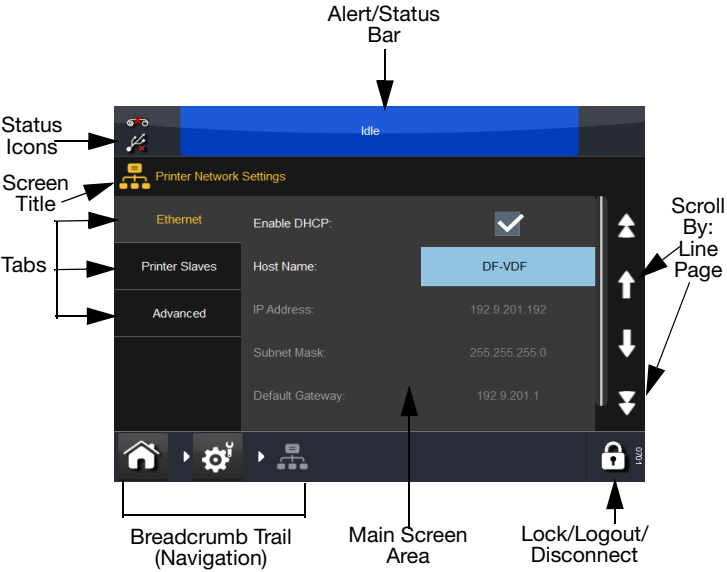 Alert/Status
Bar
Status
Icons
Idle
Screen
Title
Printer Network Settings
Scroll
By:
Line
Page
Tabs
Ethernet
Printer Slaves
Advanced
Enable DHCP:
Host Name: DF-VDF
IP Address: 192.9.201.192
Subnet Mask: 255.255.255.0
Default Gateway: 192.9.201.1
0701
Breadcrumb Trail
(Navigation)
Main Screen
Area
Lock/Logout/
Disconnect